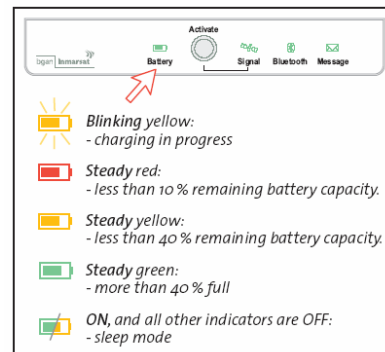 Activate
bgan Inmarsat
Battery
Signal
Bluetooth
Message
Blinking yellow:
- charging in progress
Steady red:
- less than 10 % remaining battery capacity.
Steady yellow:
- less than 40 % remaining battery capacity.
Steady green:
- more than 40 % full
ON, and all other indicators are OFF:
- sleep mode